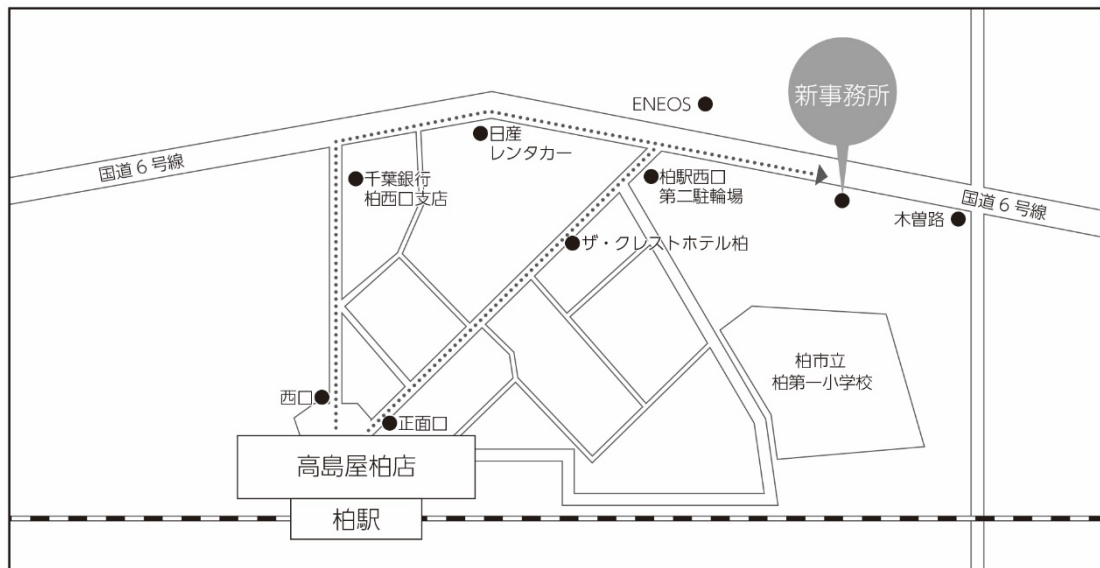 新事務所
ENEOS
日産
レンタカー
国道6号線
千葉銀行
柏西口支店
柏駅西口
第二駐輪場
国道6号線
木曽路
ザ・クレストホテル柏
柏市立
柏第一小学校
西口
正面口
高島屋柏店
柏駅